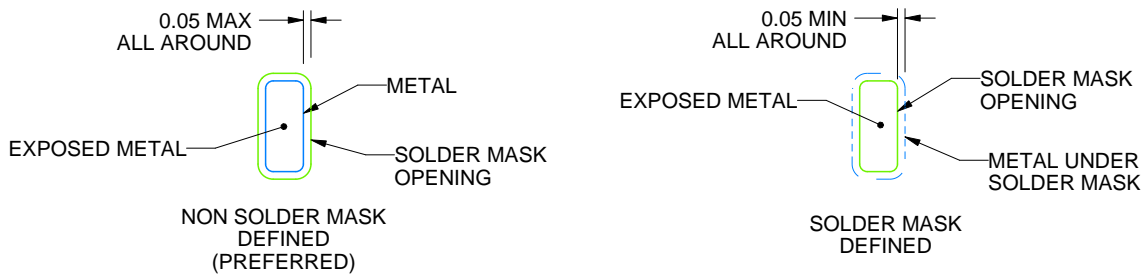 0.05 MAX
ALL AROUND
METAL
EXPOSED METAL
SOLDER MASK
OPENING
NON SOLDER MASK
DEFINED
(PREFERRED)
0.05 MIN
ALL AROUND
SOLDER MASK
OPENING
EXPOSED METAL
METAL UNDER
SOLDER MASK
SOLDER MASK
DEFINED